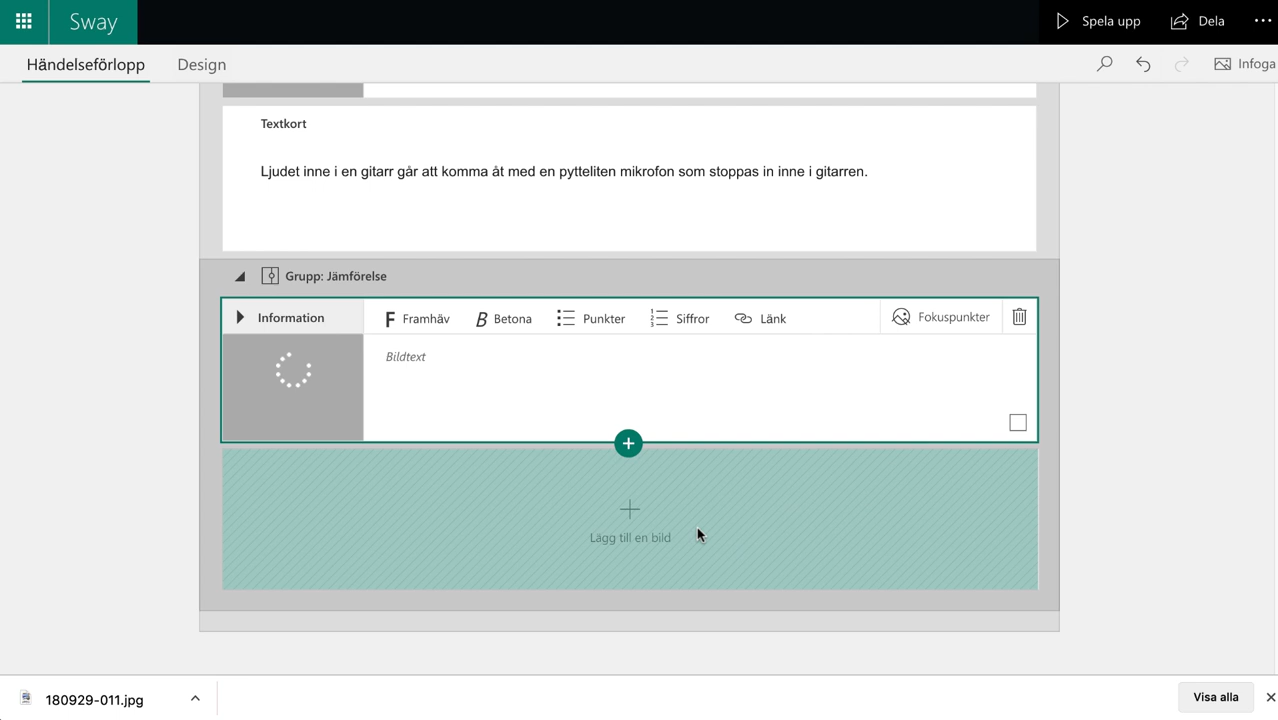 Sway
Spela upp
Dela
Händelseförlopp
Design
Infoga
Textkort
Ljudet inne i en gitarr går att komma åt med en pytteliten mikrofon som stoppas in inne i gitarren.
Grupp: Jämförelse
Information
F Framhäv
B Betona
Punkter
Siffror
Länk
Fokuspunkter
Bildtext
Lägg till en bild
180929-011.jpg
Visa alla